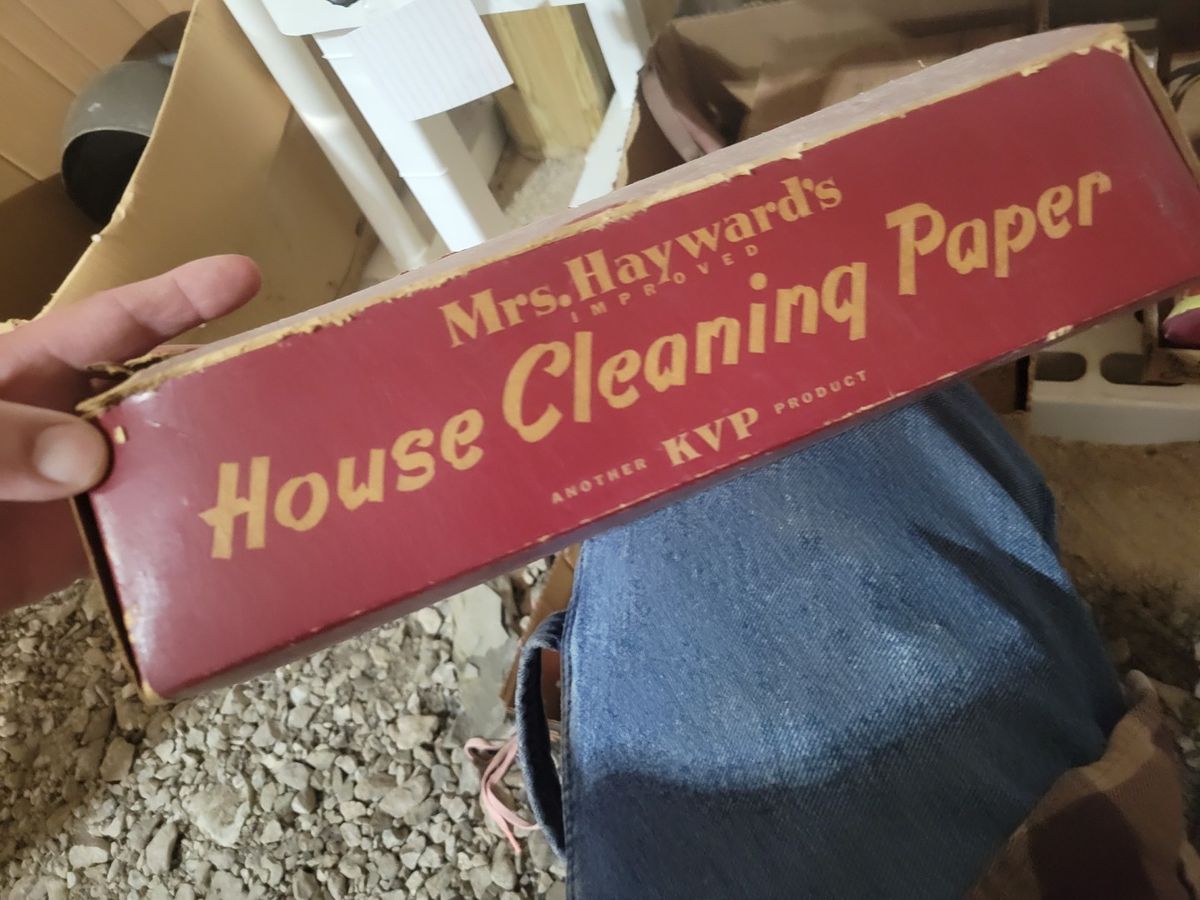 Mrs. Hayward's
IMPROVED
House Cleaning Paper
ANOTHER KVP PRODUCT